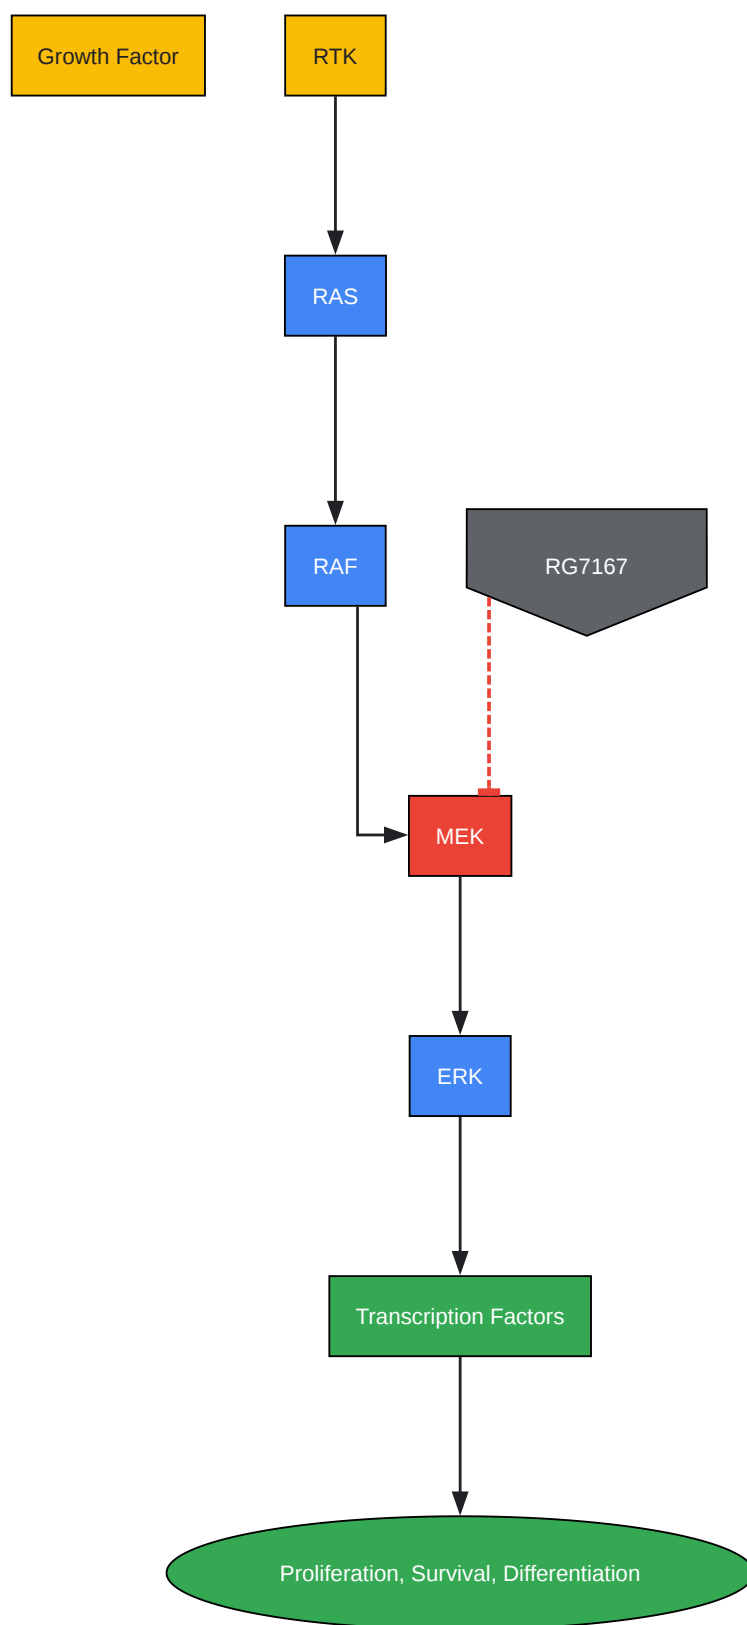 Growth Factor
RTK
RAS
RAF
RG7167
MEK
ERK
Transcription Factors
Proliferation, Survival, Differentiation